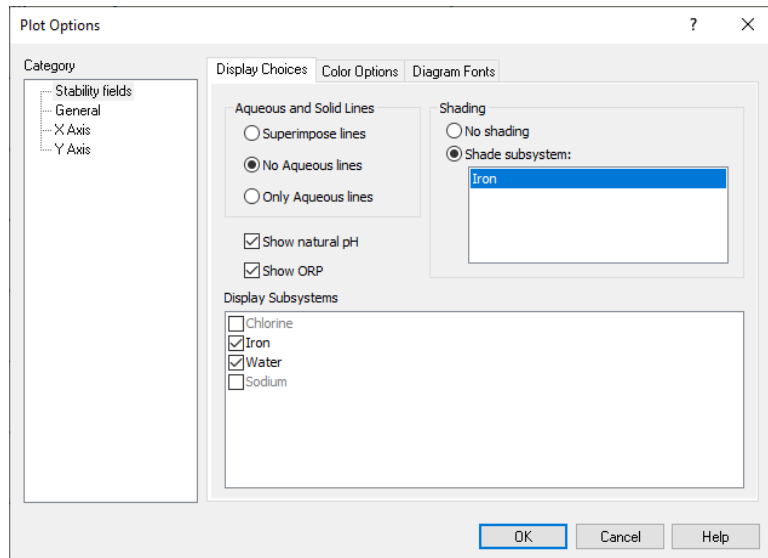 Plot Options
?
Category
Stability fields
General
X Axis
Y Axis
Display Choices
Color Options
Diagram Fonts
Aqueous and Solid Lines
Superimpose lines
No Aqueous lines
Only Aqueous lines
Shading
No shading
Shade subsystem:
Iron
Show natural pH
Show ORP
Display Subsystems
Chlorine
Iron
Water
Sodium
OK
Cancel
Help